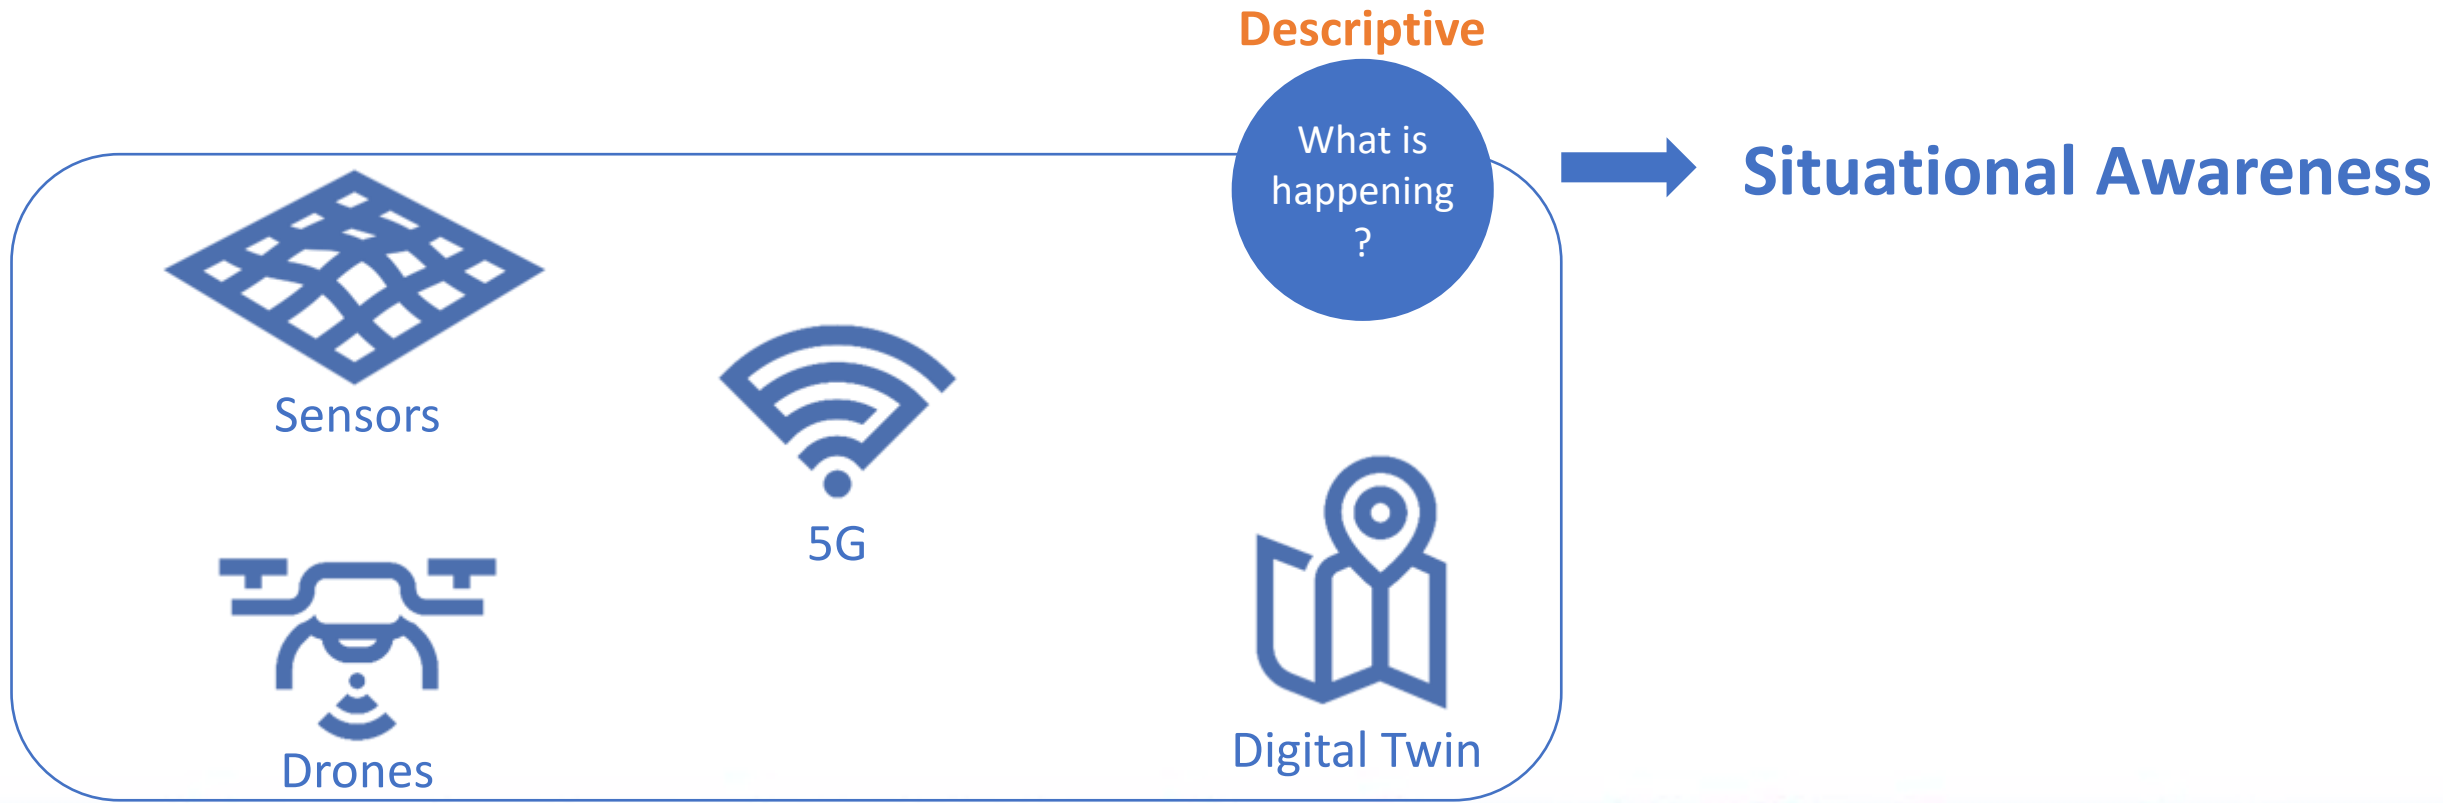 Descriptive
What is
happening
?
Situational Awareness
Sensors
5G
Drones
Digital Twin